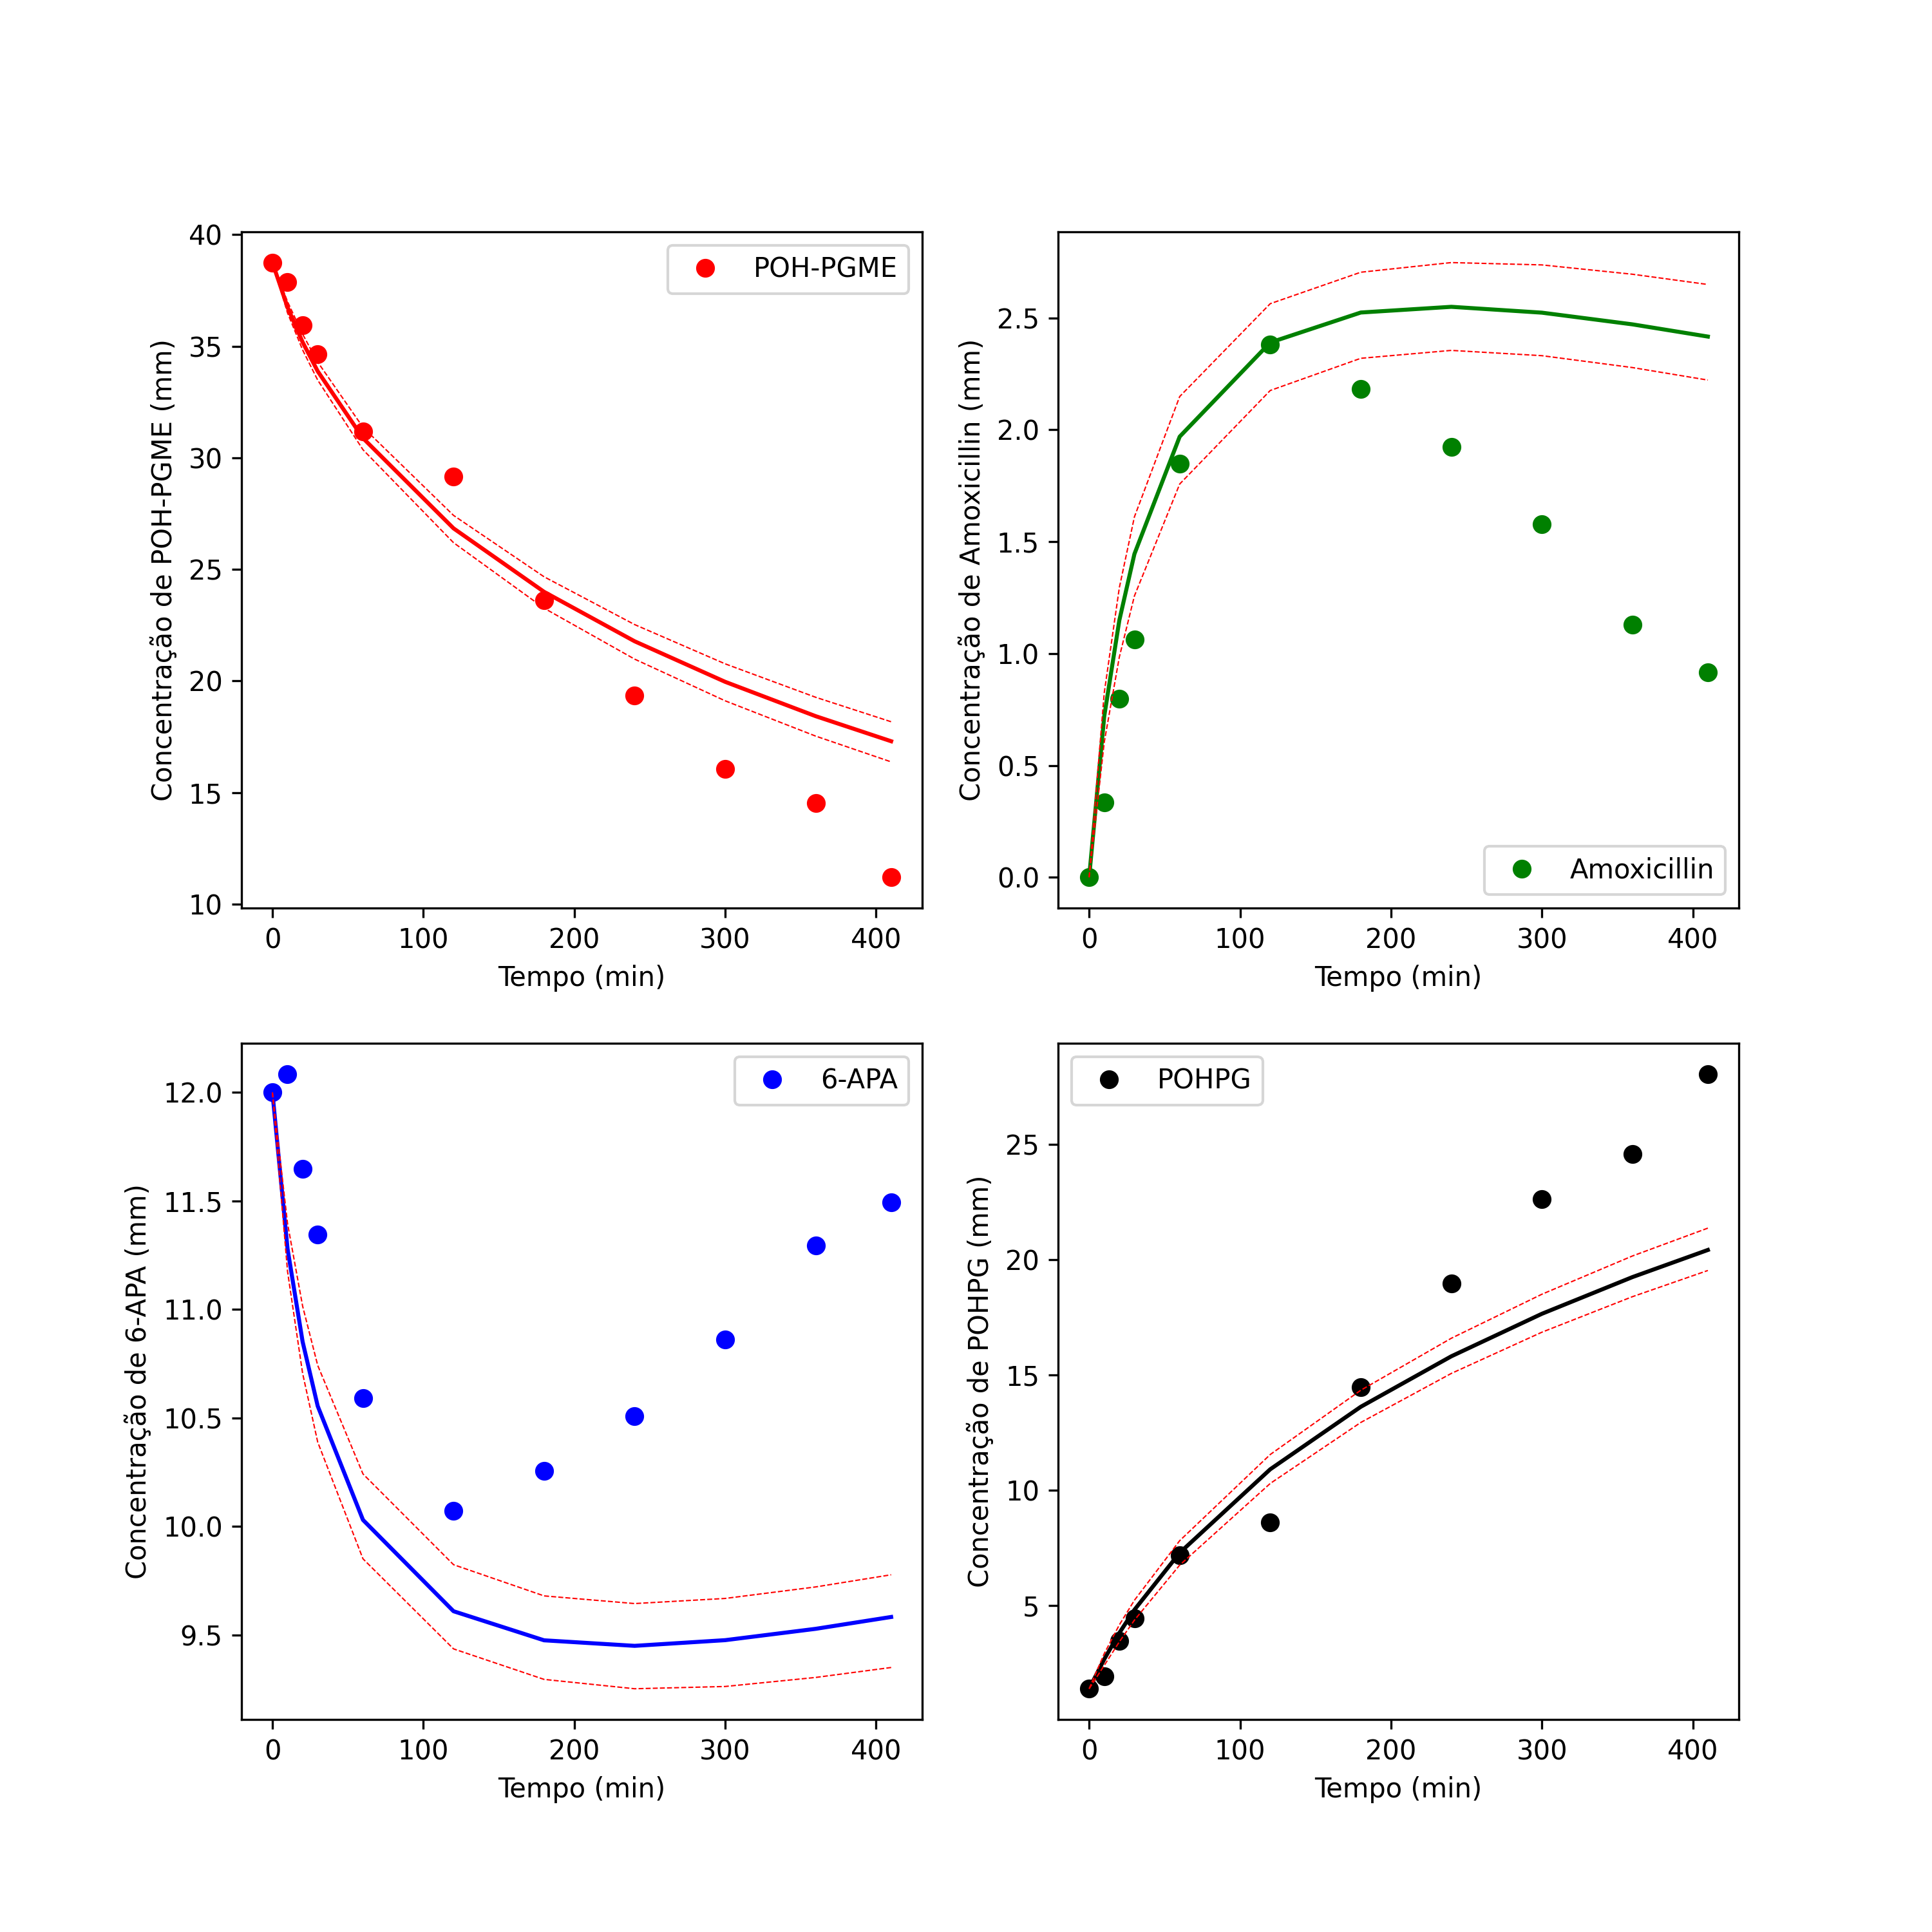 40
35
30
25
20
15
10
Concentração de POH-PGME (mm)
POH-PGME
0 100 200 300 400
Tempo (min)
2.5
2.0
1.5
1.0
0.5
0.0
Concentração de Amoxicillin (mm)
Amoxicillin
0 100 200 300 400
Tempo (min)
12.0
11.5
11.0
10.5
10.0
9.5
Concentração de 6-APA (mm)
6-APA
0 100 200 300 400
Tempo (min)
25
20
15
10
5
Concentração de POHPG (mm)
POHPG
0 100 200 300 400
Tempo (min)